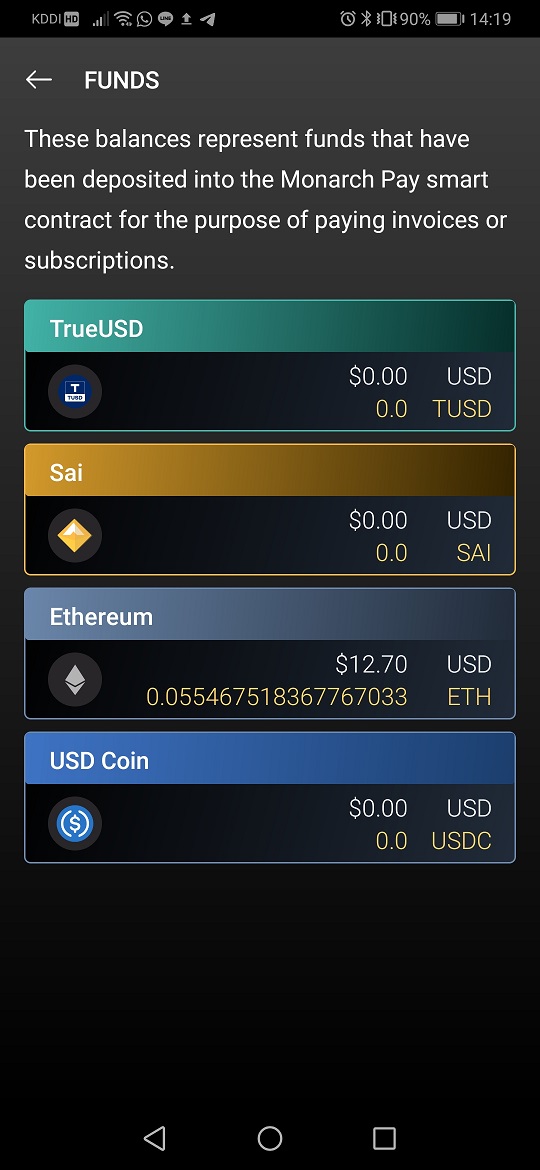 KDDI HD 90% 14:19
FUNDS
These balances represent funds that have
been deposited into the Monarch Pay smart
contract for the purpose of paying invoices or
subscriptions.
TrueUSD
$0.00 USD
T
TUSD
0.0 TUSD
Sai
$0.00 USD
0.0 SAI
Ethereum
$12.70 USD
0.055467518367767033 ETH
USD Coin
$0.00 USD
$
0.0 USDC